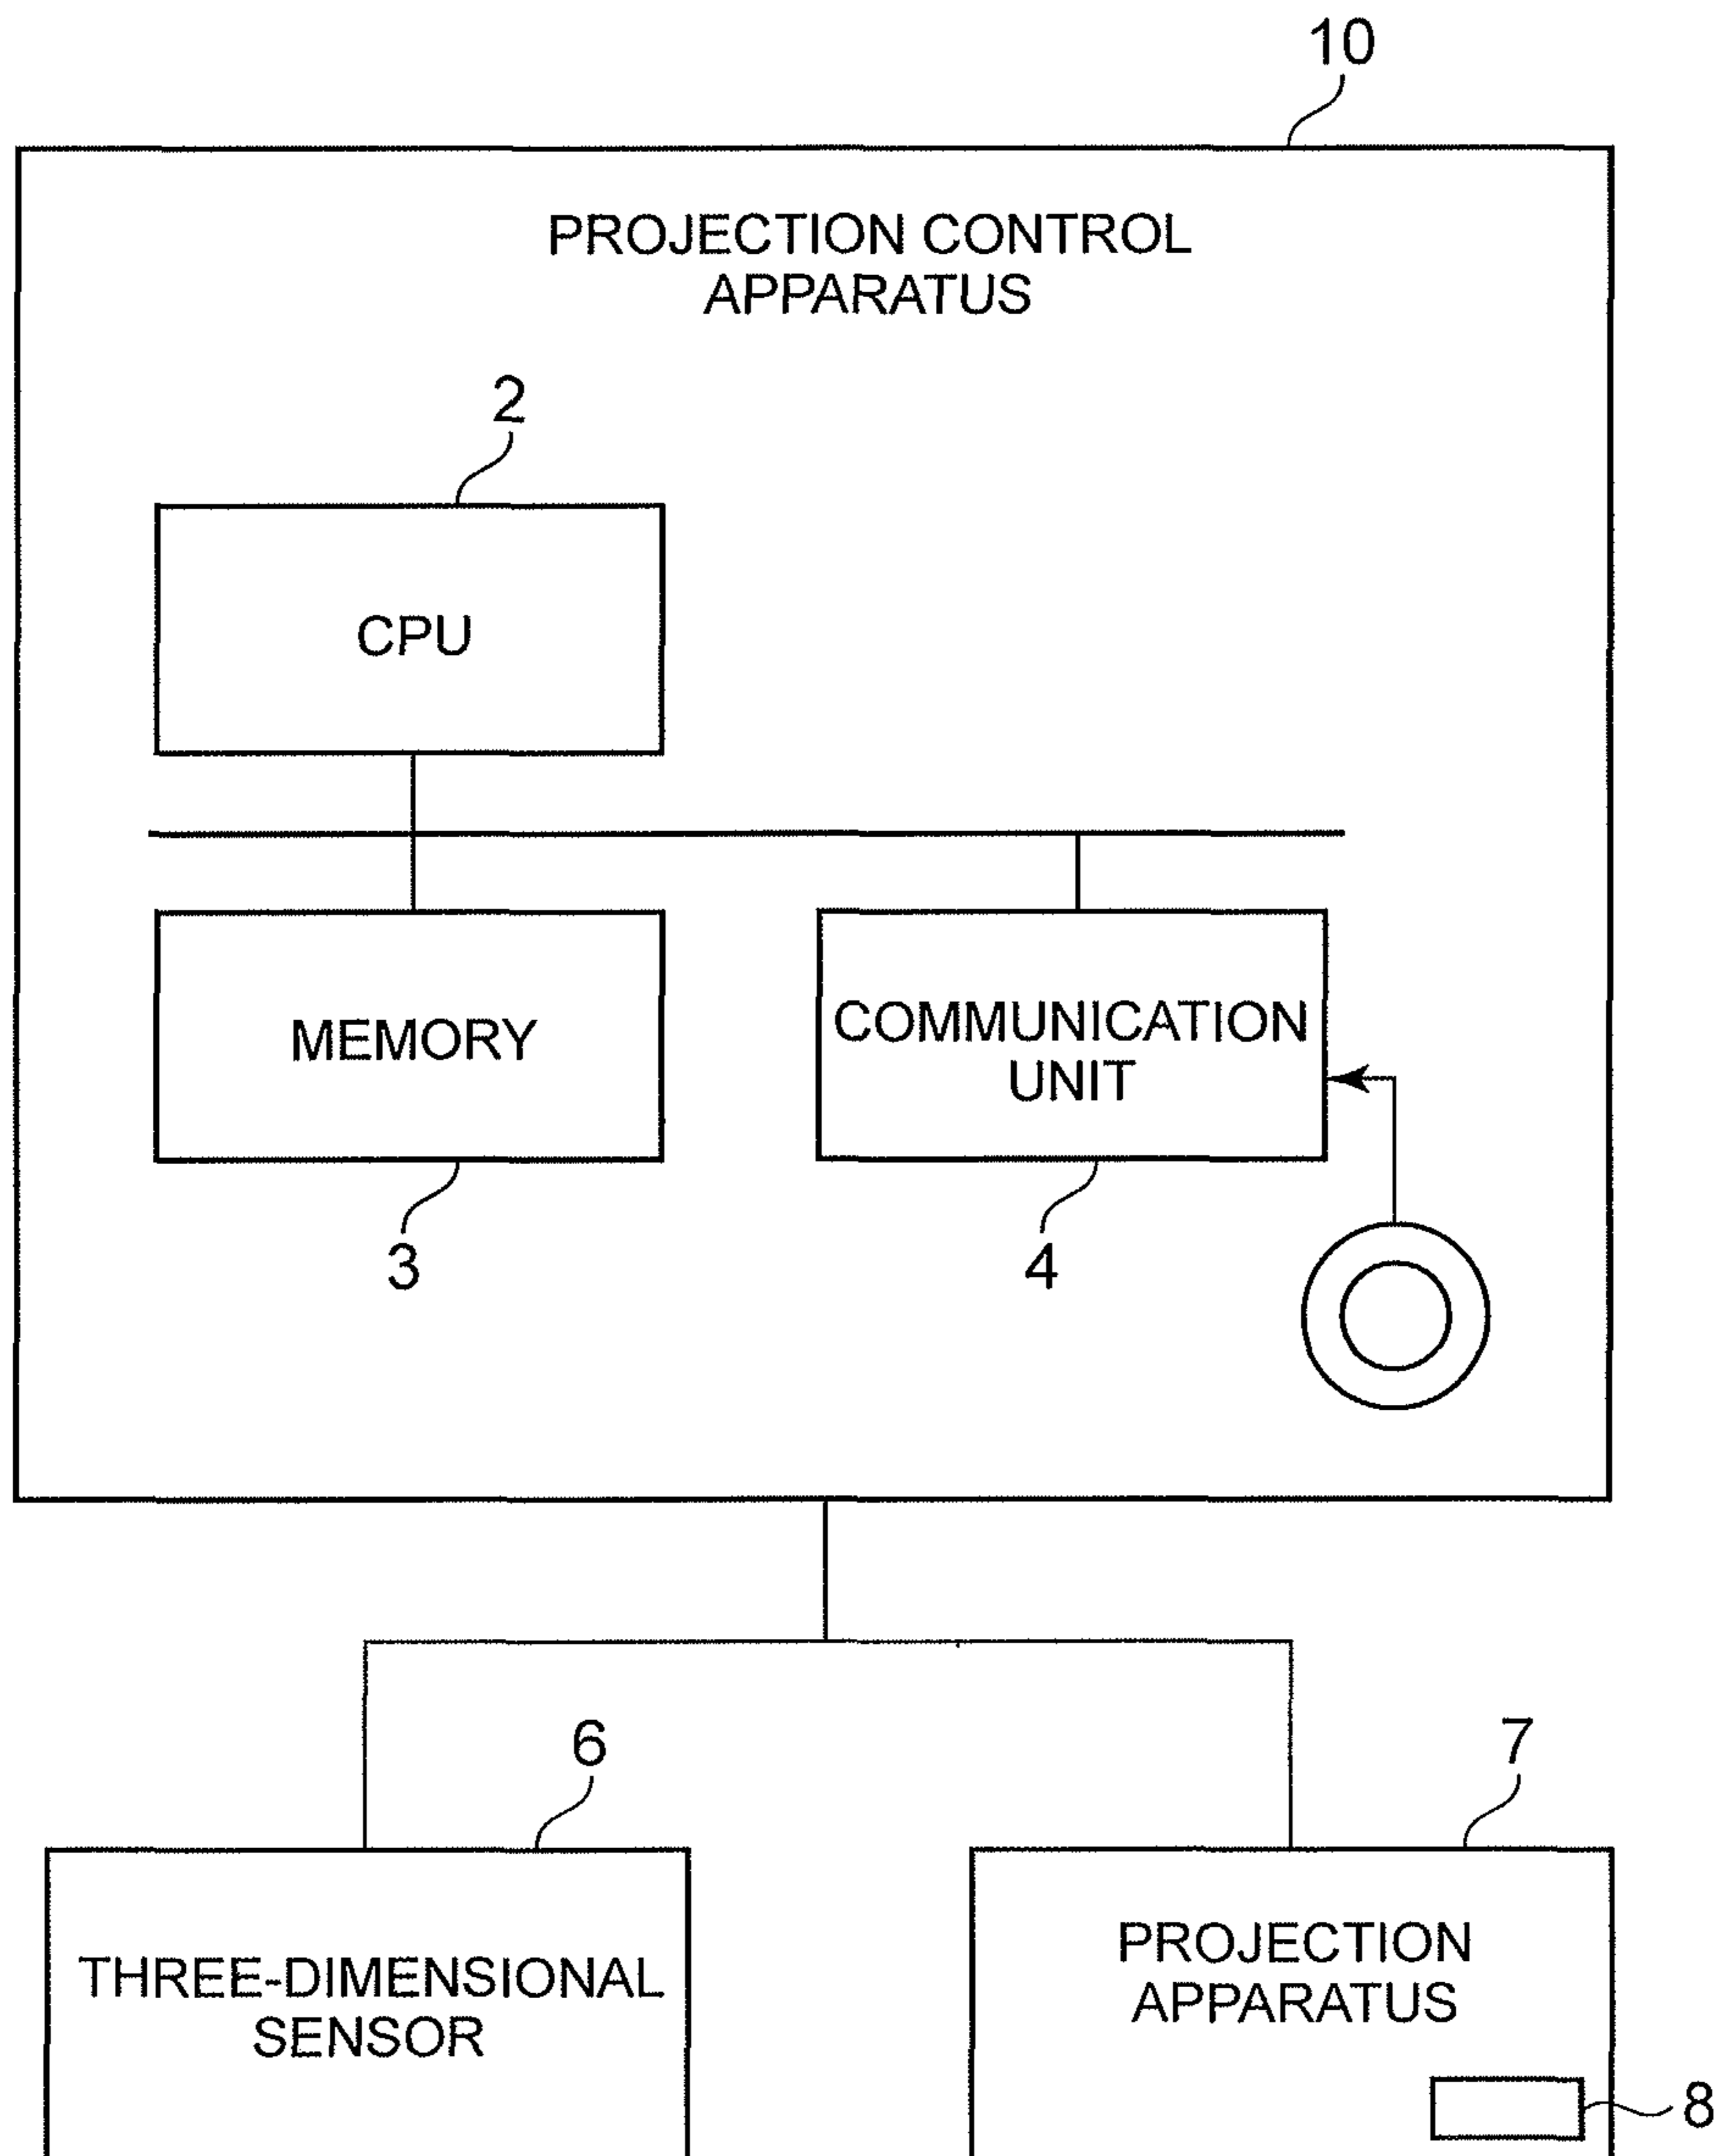 10
PROJECTION CONTROL
APPARATUS
2
CPU
MEMORY
COMMUNICATION
UNIT
3
4
6
7
THREE-DIMENSIONAL
SENSOR
PROJECTION
APPARATUS
8